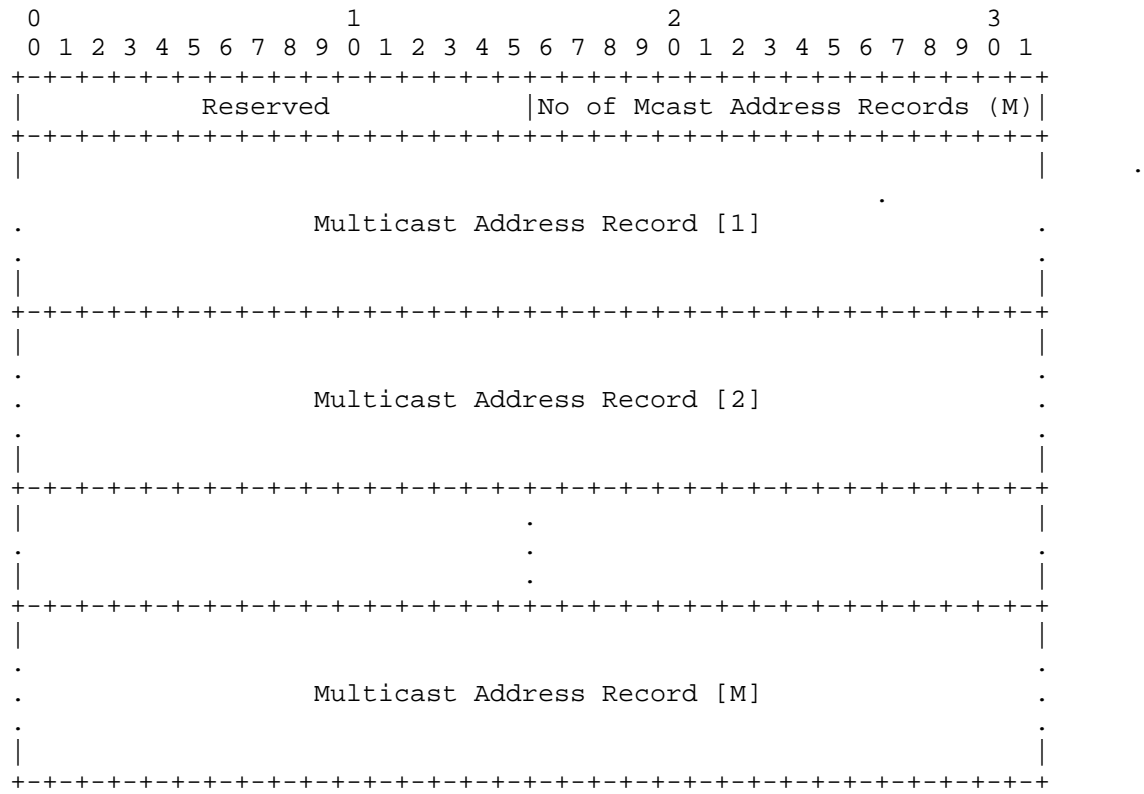 0                   1                   2                   3
 0 1 2 3 4 5 6 7 8 9 0 1 2 3 4 5 6 7 8 9 0 1 2 3 4 5 6 7 8 9 0 1
+-+-+-+-+-+-+-+-+-+-+-+-+-+-+-+-+-+-+-+-+-+-+-+-+-+-+-+-+-+-+-+-+
|           Reserved            |No of Mcast Address Records (M)|
+-+-+-+-+-+-+-+-+-+-+-+-+-+-+-+-+-+-+-+-+-+-+-+-+-+-+-+-+-+-+-+-+
|                                                               |     .
                                                      .
.                  Multicast Address Record [1]                 .
.                                                               .
|                                                               |
+-+-+-+-+-+-+-+-+-+-+-+-+-+-+-+-+-+-+-+-+-+-+-+-+-+-+-+-+-+-+-+-+
|                                                               |
.                                                               .
.                  Multicast Address Record [2]                 .
.                                                               .
|                                                               |
+-+-+-+-+-+-+-+-+-+-+-+-+-+-+-+-+-+-+-+-+-+-+-+-+-+-+-+-+-+-+-+-+
|                               .                               |
.                               .                               .
|                               .                               |
+-+-+-+-+-+-+-+-+-+-+-+-+-+-+-+-+-+-+-+-+-+-+-+-+-+-+-+-+-+-+-+-+
|                                                               |
.                                                               .
.                  Multicast Address Record [M]                 .
.                                                               .
|                                                               |
+-+-+-+-+-+-+-+-+-+-+-+-+-+-+-+-+-+-+-+-+-+-+-+-+-+-+-+-+-+-+-+-+